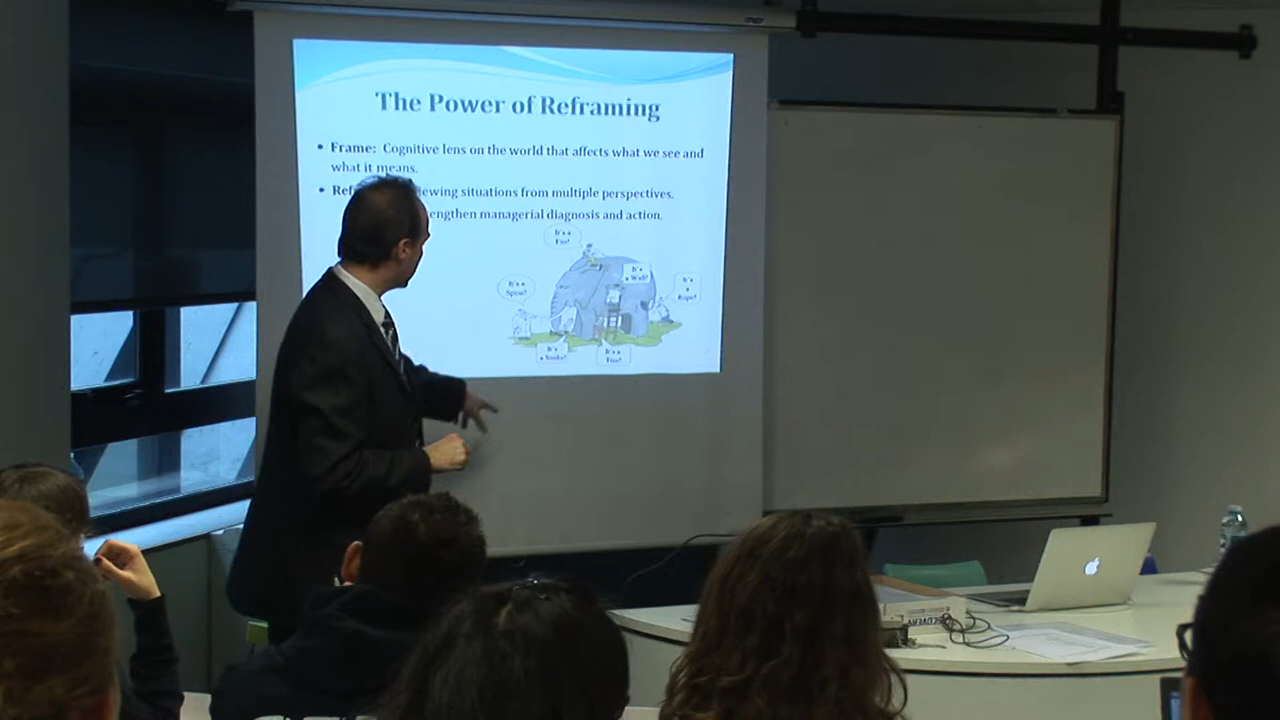 The Power of Reframing
• Frame: Cognitive lens on the world that affects what we see and
what it means.
• Ref ewing situations from multiple perspectives.
engthen managerial diagnosis and action.
It's a
Fan!
It's
a Wall!
It's
a
Rope!
It's a
Spear!
It's
a Snake!
It's a
Tree!
DISCOVERY